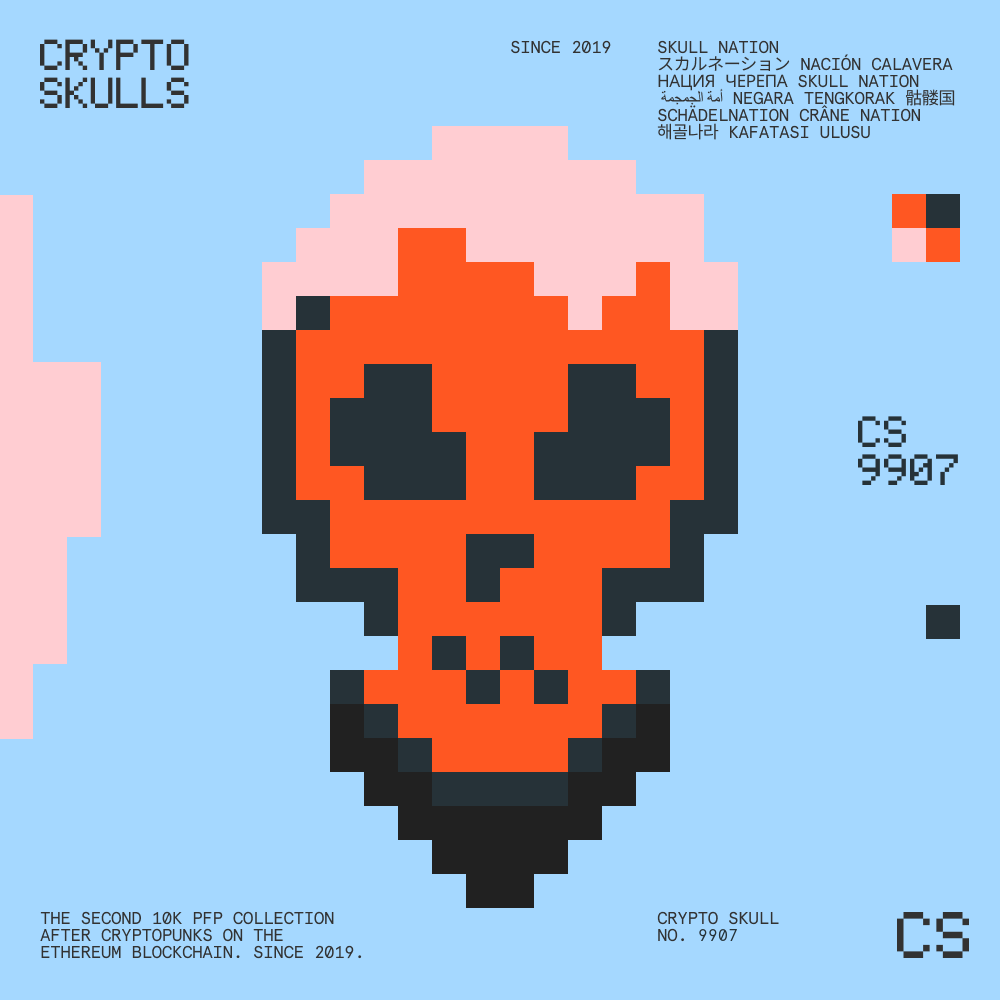 CRYPTO
SKULLS
SINCE 2019
SKULL NATION
スカルネーション NACIÓN CALAVERA
НАЦИЯ ЧЕРЕПА SKULL NATION
أمة الجمجمة NEGARA TENGKORAK 骷髅国
SCHÄDELNATION CRÂNE NATION
해골나라 KAFATASI ULUSU
CS
9907
THE SECOND 10K PFP COLLECTION
AFTER CRYPTOPUNKS ON THE
ETHEREUM BLOCKCHAIN. SINCE 2019.
CRYPTO SKULL
NO. 9907
CS